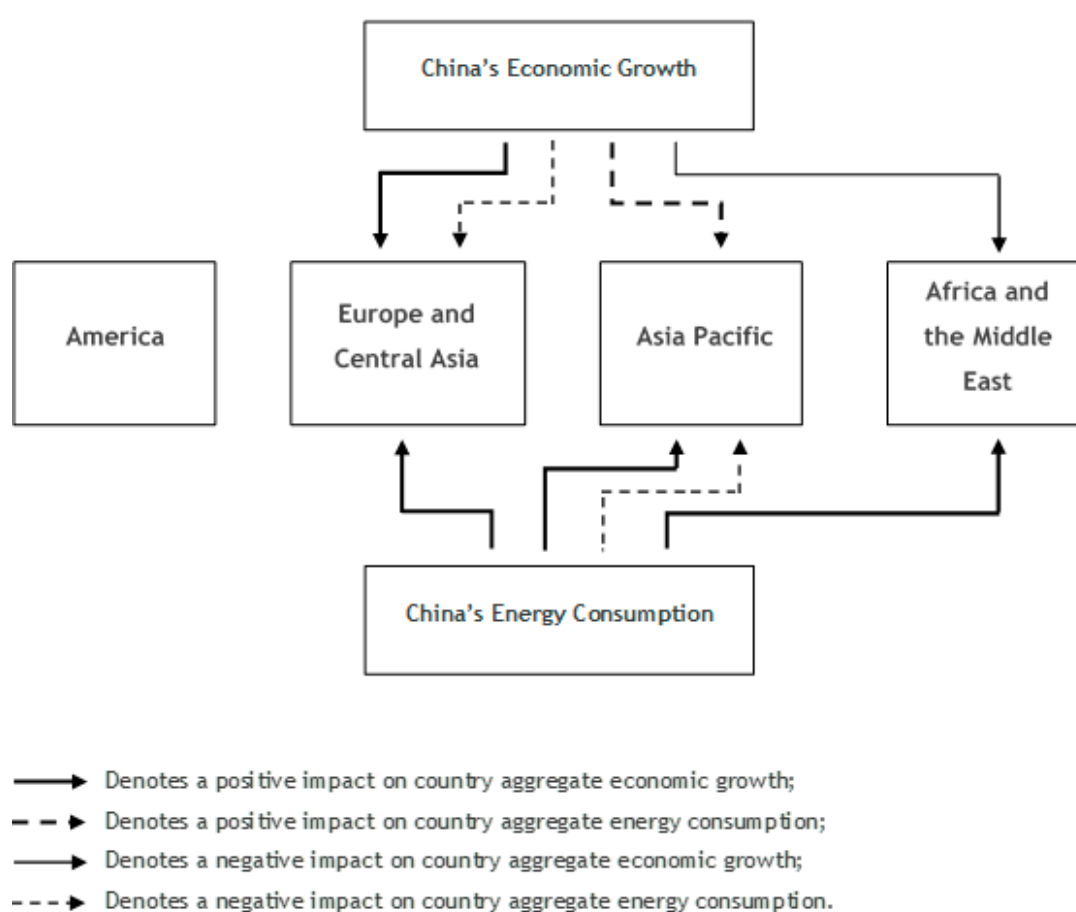 China's Economic Growth
America
Europe and
Central Asia
Asia Pacific
Africa and
the Middle
East
China's Energy Consumption
Denotes a positive impact on country aggregate economic growth;
Denotes a positive impact on country aggregate energy consumption;
Denotes a negative impact on country aggregate economic growth;
Denotes a negative impact on country aggregate energy consumption.